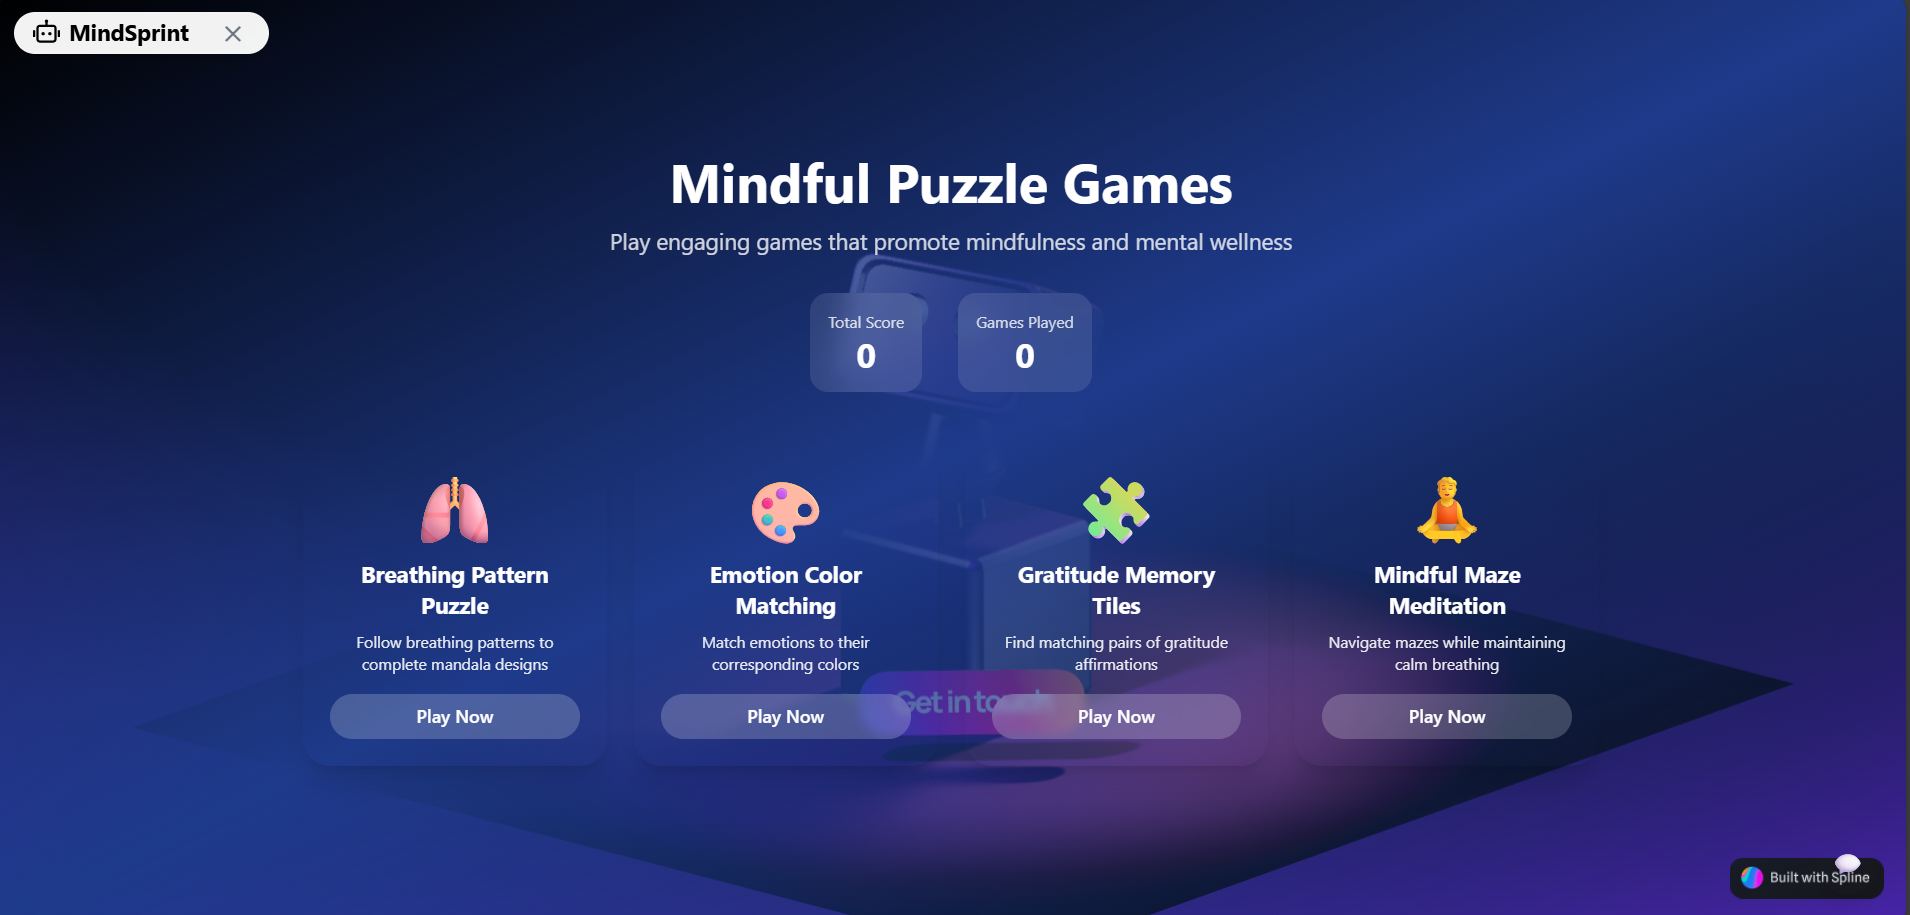 MindSprint
Mindful Puzzle Games
Play engaging games that promote mindfulness and mental wellness
Total Score
0
Games Played
0
Breathing Pattern
Puzzle
Follow breathing patterns to
complete mandala designs
Play Now
Emotion Color
Matching
Match emotions to their
corresponding colors
Play Now
Gratitude Memory
Tiles
Find matching pairs of gratitude
affirmations
Play Now
Mindful Maze
Meditation
Navigate mazes while maintaining
calm breathing
Play Now
Get in touch
Built with Spline